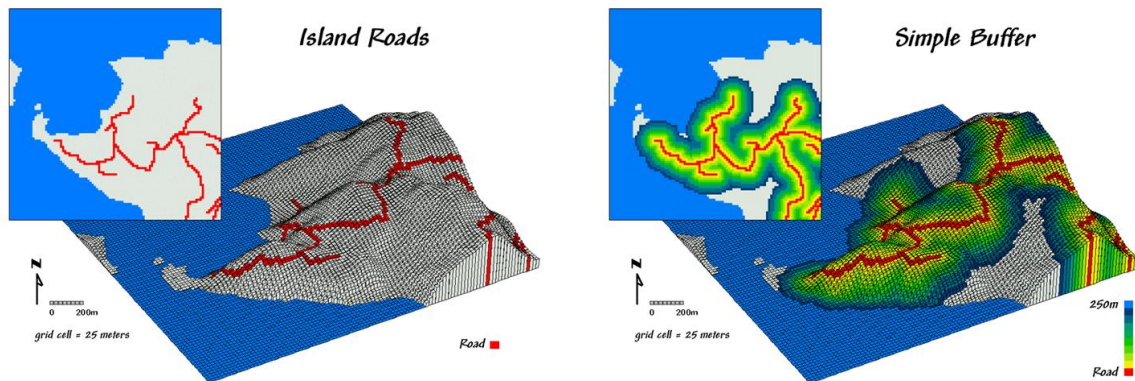 Island Roads
Z
0 200m
grid cell = 25 meters
Road
Simple Buffer
Z
0 200m
grid cell = 25 meters
250m
Road